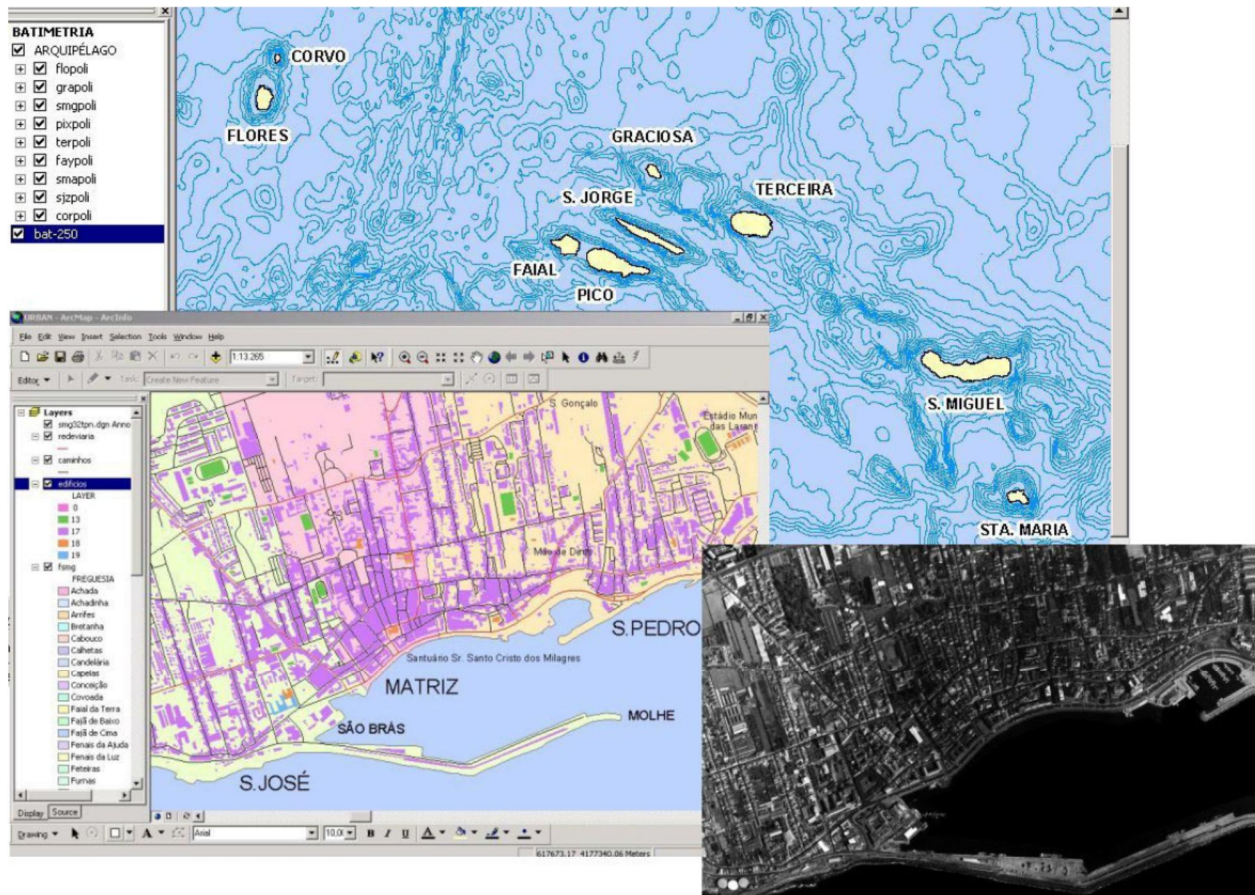 BATIMETRIA
ARQUIPÉLAGO
flopoli
grapoli
smgpoli
pixpoli
terpoli
faypoli
smapoli
sjzpoli
corpoli
bat-250
CORVO
FLORES
GRACIOSA
S. JORGE
TERCEIRA
FAIAL
PICO
S. MIGUEL
STA. MARIA
URBAN - ArcMap - ArcInfo
File Edit View Insert Selection Tools Window Help
1:13.265
Editor Task: Create New Feature Target:
Layers
smg32tpn.dgn Anno
redeviaria
caminhos
edificios
LAYER
0
13
17
18
19
fsmg
FREGUESIA
Achada
Achadinha
Arrifes
Bretanha
Cabouco
Calhetas
Candelária
Capelas
Conceição
Covoada
Faial da Terra
Fajã de Baixo
Fajã de Cima
Fenais da Ajuda
Fenais da Luz
Feteiras
Furnas
Display Source
S. Gonçalo
Estádio Mun
das Laran
Mãe de Deus
S.PEDRO
Santuário Sr. Santo Cristo dos Milagres
MATRIZ
MOLHE
SÃO BRÁS
S.JOSÉ
Drawing Arial 10,0 B I U A
617673.17 4177340.06 Meters